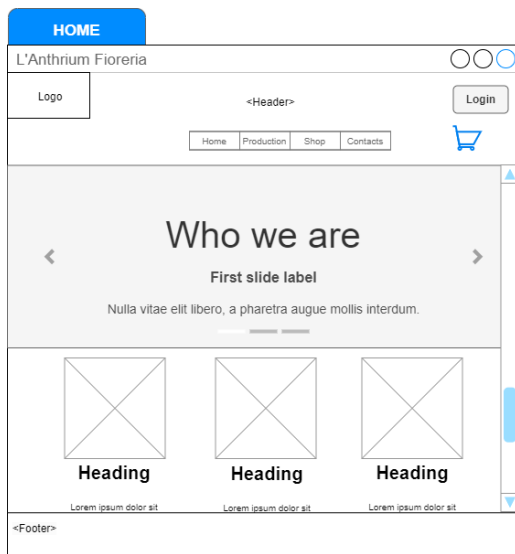 HOME
L'Anthrium Fioreria
Logo
<Header>
Login
Home Production Shop Contacts
Who we are
First slide label
Nulla vitae elit libero, a pharetra augue mollis interdum.
Heading Heading Heading
Lorem ipsum dolor sit Lorem ipsum dolor sit Lorem ipsum dolor sit
<Footer>